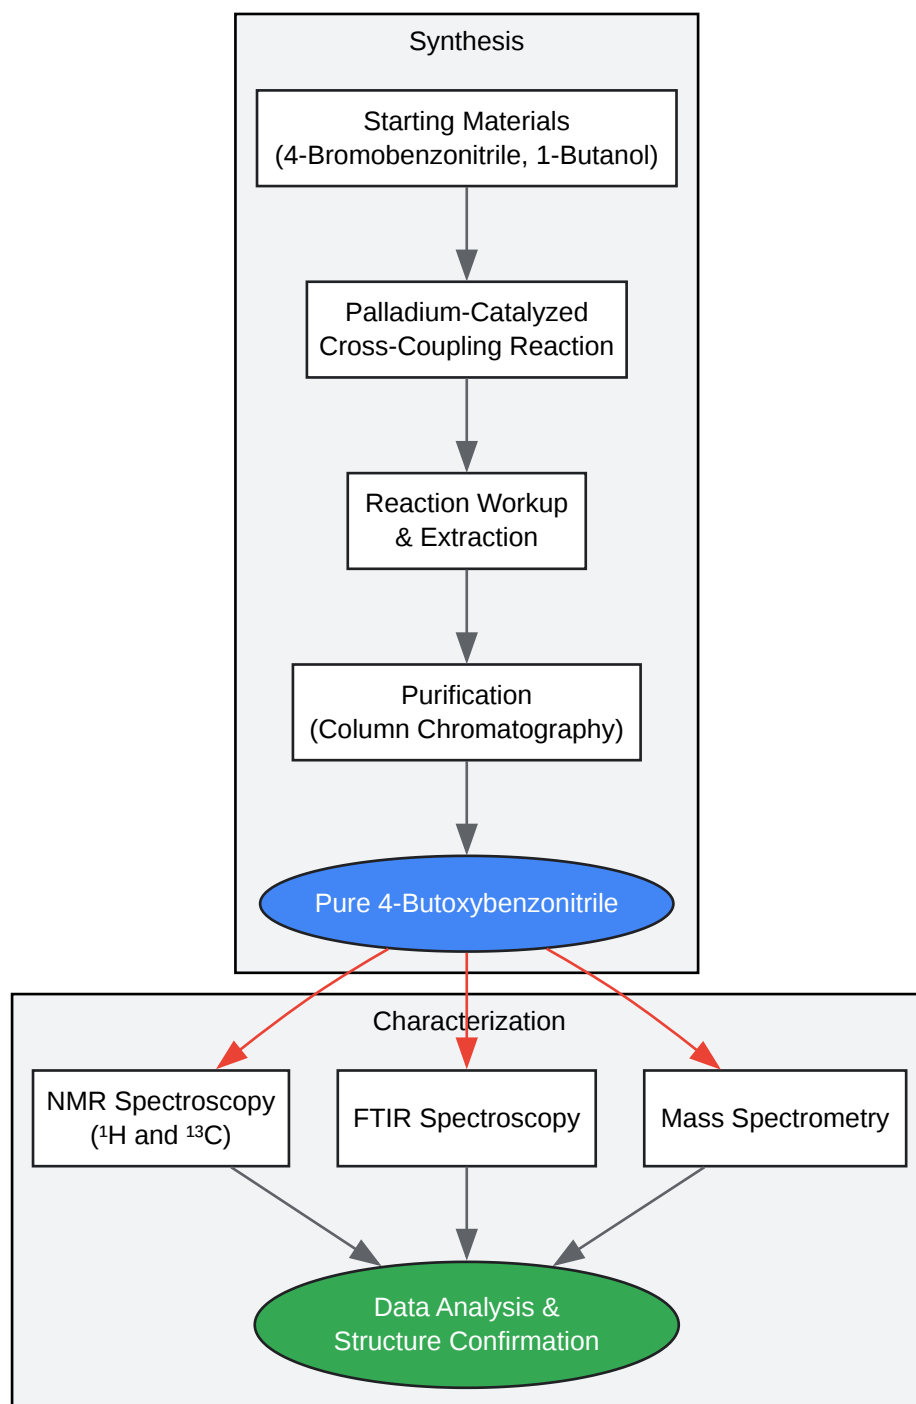 Synthesis
Starting Materials
(4-Bromobenzonitrile, 1-Butanol)
Palladium-Catalyzed
Cross-Coupling Reaction
Reaction Workup
& Extraction
Purification
(Column Chromatography)
Pure 4-Butoxybenzonitrile
Characterization
NMR Spectroscopy
(¹H and ¹³C)
FTIR Spectroscopy
Mass Spectrometry
Data Analysis &
Structure Confirmation